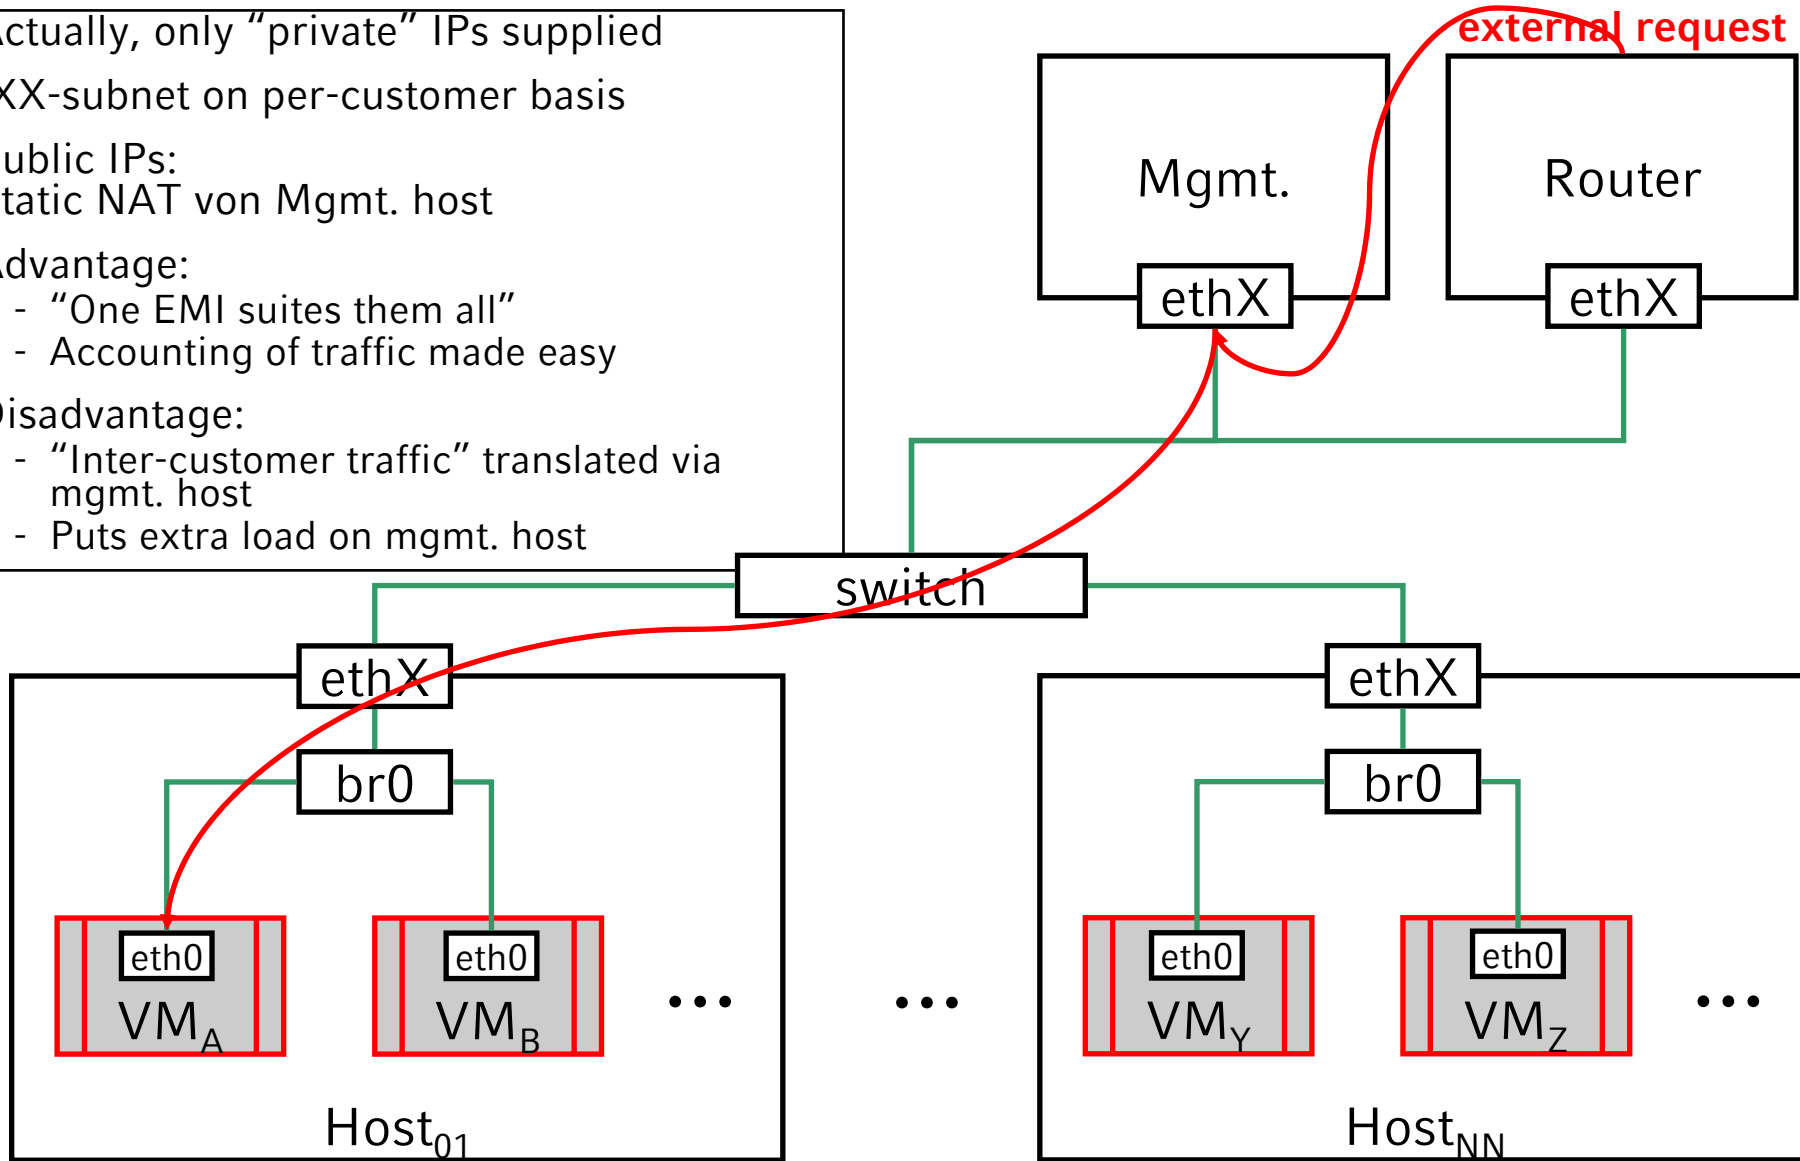 Actually, only “private” IPs supplied
XX-subnet on per-customer basis
ublic IPs:
tatic NAT von Mgmt. host
Advantage:
- “One EMI suites them all”
- Accounting of traffic made easy
Disadvantage:
- “Inter-customer traffic” translated via
mgmt. host
- Puts extra load on mgmt. host
external request
Mgmt.
Router
ethX
ethX
switch
ethX
ethX
br0
br0
eth0
eth0
eth0
eth0
VMA
VMB
...
...
VMY
VMZ
...
Host01
HostNN